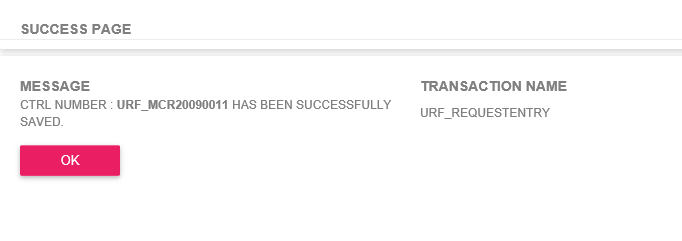 SUCCESS PAGE
MESSAGE
CTRL NUMBER : URF_MCR20090011 HAS BEEN SUCCESSFULLY
SAVED.
OK
TRANSACTION NAME
URF_REQUESTENTRY